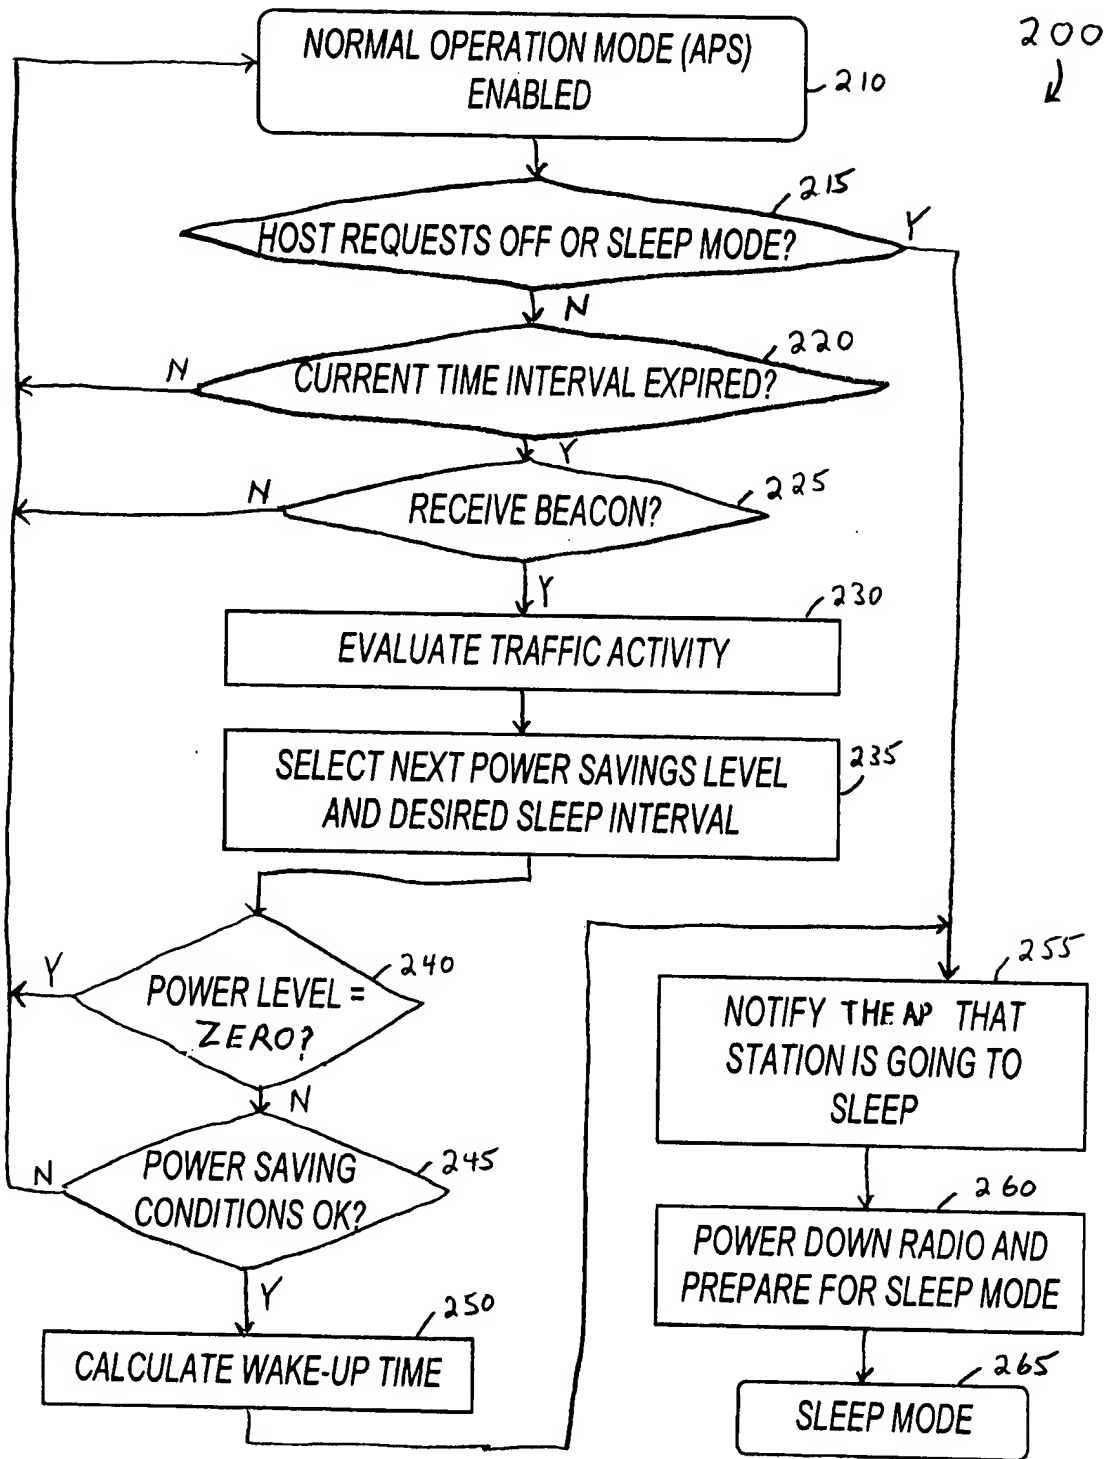 200
NORMAL OPERATION MODE (APS)
ENABLED
210
215
HOST REQUESTS OFF OR SLEEP MODE?
Y
N
220
CURRENT TIME INTERVAL EXPIRED?
N
Y
225
RECEIVE BEACON?
N
Y
230
EVALUATE TRAFFIC ACTIVITY
235
SELECT NEXT POWER SAVINGS LEVEL
AND DESIRED SLEEP INTERVAL
240
POWER LEVEL =
ZERO?
Y
N
245
POWER SAVING
CONDITIONS OK?
N
Y
250
CALCULATE WAKE-UP TIME
255
NOTIFY THE AP THAT
STATION IS GOING TO
SLEEP
260
POWER DOWN RADIO AND
PREPARE FOR SLEEP MODE
265
SLEEP MODE